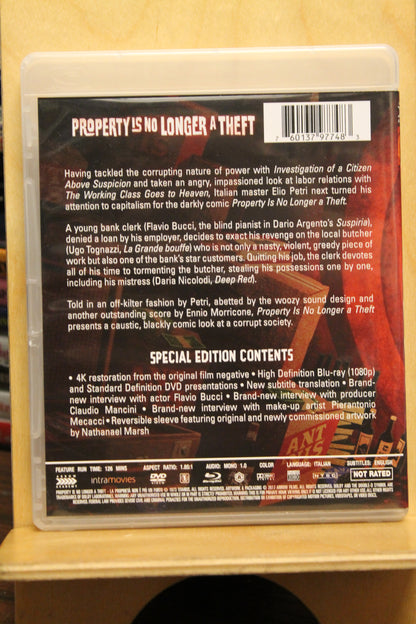 PROPERTY IS NO LONGER A THEFT
7 60137 97748 3
Having tackled the corrupting nature of power with Investigation of a Citizen
Above Suspicion and taken an angry, impassioned look at labor relations with
The Working Class Goes to Heaven, Italian master Elio Petri next turned his
attention to capitalism for the darkly comic Property Is No Longer a Theft.
A young bank clerk (Flavio Bucci, the blind pianist in Dario Argento's Suspiria),
denied a loan by his employer, decides to exact his revenge on the local butcher
(Ugo Tognazzi, La Grande bouffe) who is not only a nasty, violent, greedy piece of
work but also one of the bank's star customers. Quitting his job, the clerk devotes
all of his time to tormenting the butcher, stealing his possessions one by one,
including his mistress (Daria Nicolodi, Deep Red).
Told in an off-kilter fashion by Petri, abetted by the woozy sound design and
another outstanding score by Ennio Morricone, Property Is No Longer a Theft
presents a caustic, blackly comic look at a corrupt society.
SPECIAL EDITION CONTENTS
• 4K restoration from the original film negative • High Definition Blu-ray (1080p)
and Standard Definition DVD presentations • New subtitle translation • Brand-
new interview with actor Flavio Bucci • Brand-new interview with producer
Claudio Mancini • Brand-new interview with make-up artist Pierantonio
Mecacci • Reversible sleeve featuring original and newly commissioned artwork
by Nathanael Marsh
FEATURE RUN TIME: 126 MINS ASPECT RATIO: 1.85:1 AUDIO: MONO 1.0 COLOR LANGUAGE: ITALIAN SUBTITLES: ENGLISH
intramovies DVD NTSC NOT RATED